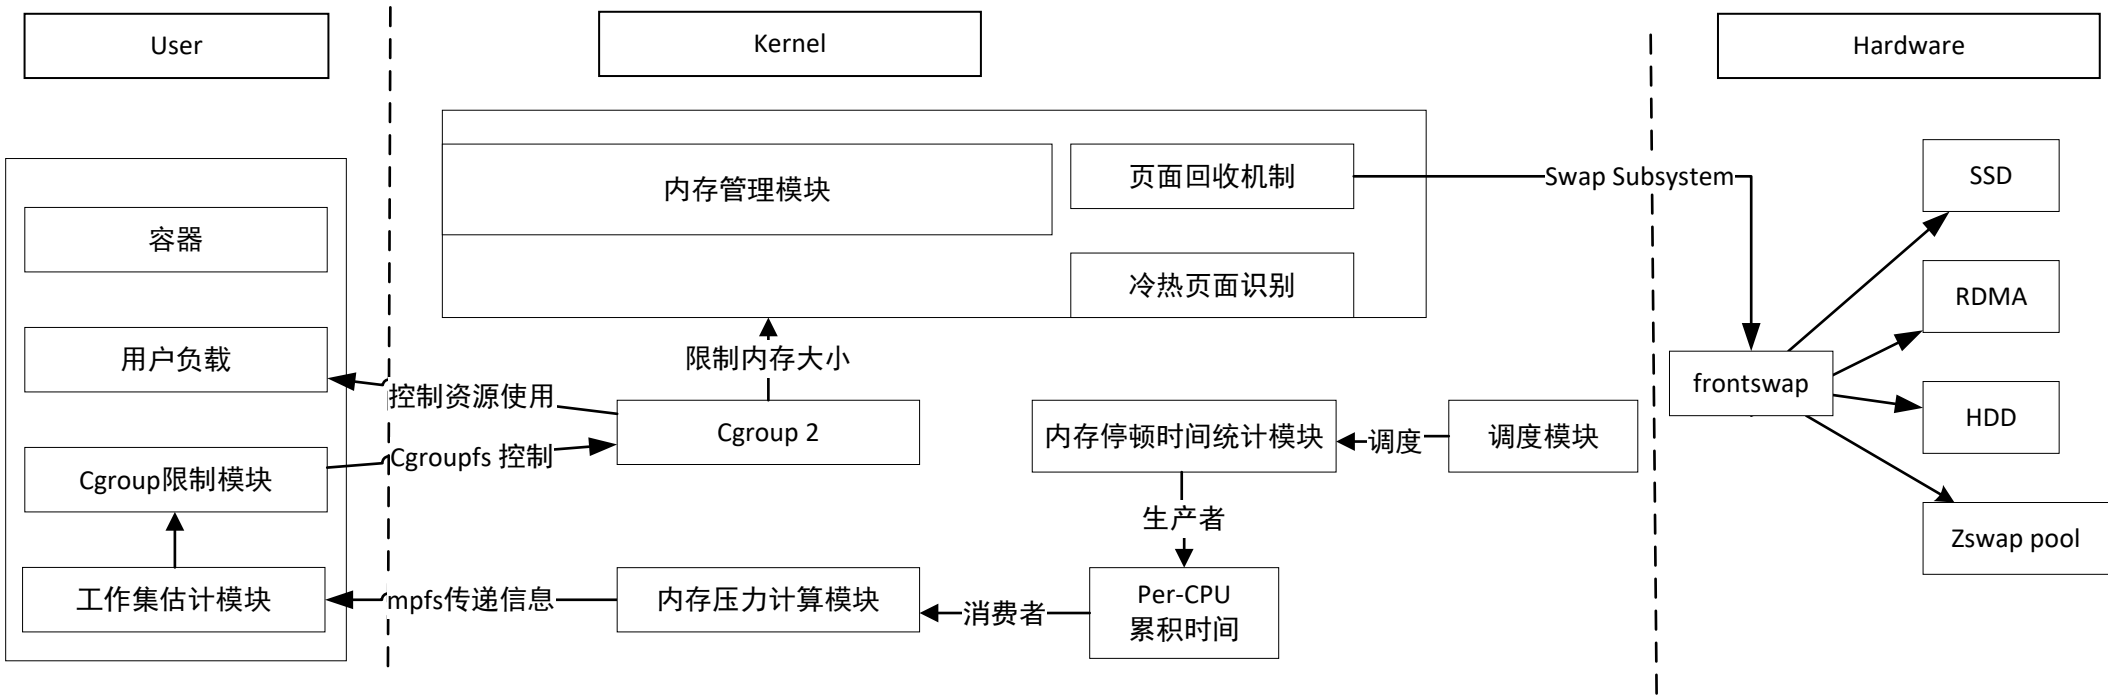 User
Kernel
Hardware
容器
用户负载
Cgroup限制模块
工作集估计模块
内存管理模块
页面回收机制
冷热页面识别
限制内存大小
控制资源使用
Cgroupfs 控制
Cgroup 2
内存停顿时间统计模块
调度
调度模块
生产者
mpfs传递信息
内存压力计算模块
消费者
Per-CPU
累积时间
Swap Subsystem
frontswap
SSD
RDMA
HDD
Zswap pool